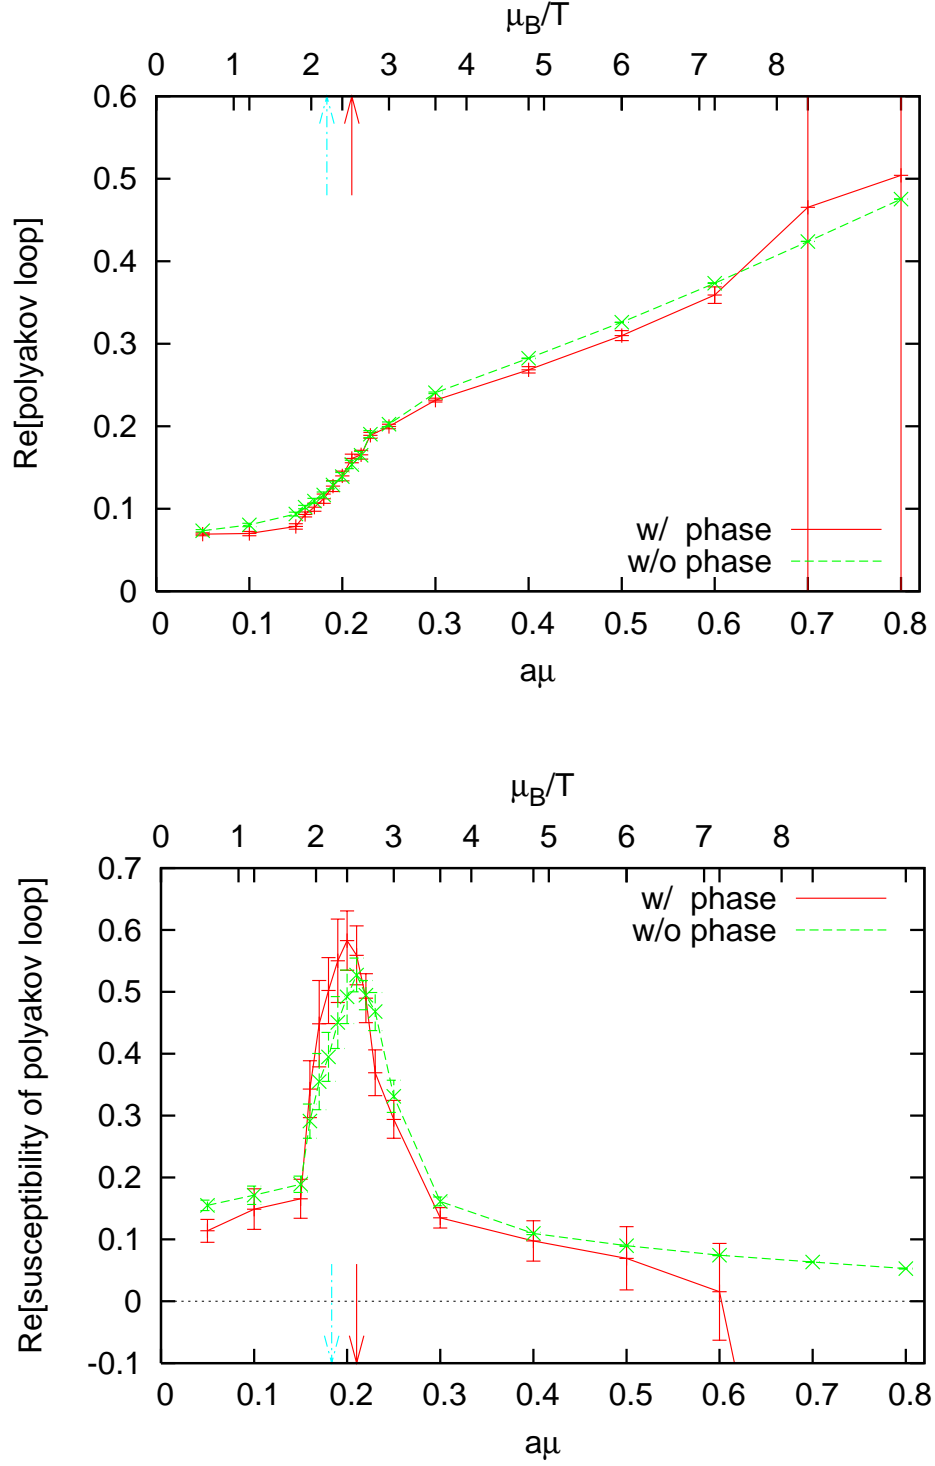 μB/T
0 1 2 3 4 5 6 7 8
0.6
0.5
0.4
0.3
0.2
0.1
0
Re[polyakov loop]
w/ phase
w/o phase
0 0.1 0.2 0.3 0.4 0.5 0.6 0.7 0.8
aμ
μB/T
0 1 2 3 4 5 6 7 8
0.7
0.6
0.5
0.4
0.3
0.2
0.1
0
-0.1
Re[susceptibility of polyakov loop]
w/ phase
w/o phase
0 0.1 0.2 0.3 0.4 0.5 0.6 0.7 0.8
aμ